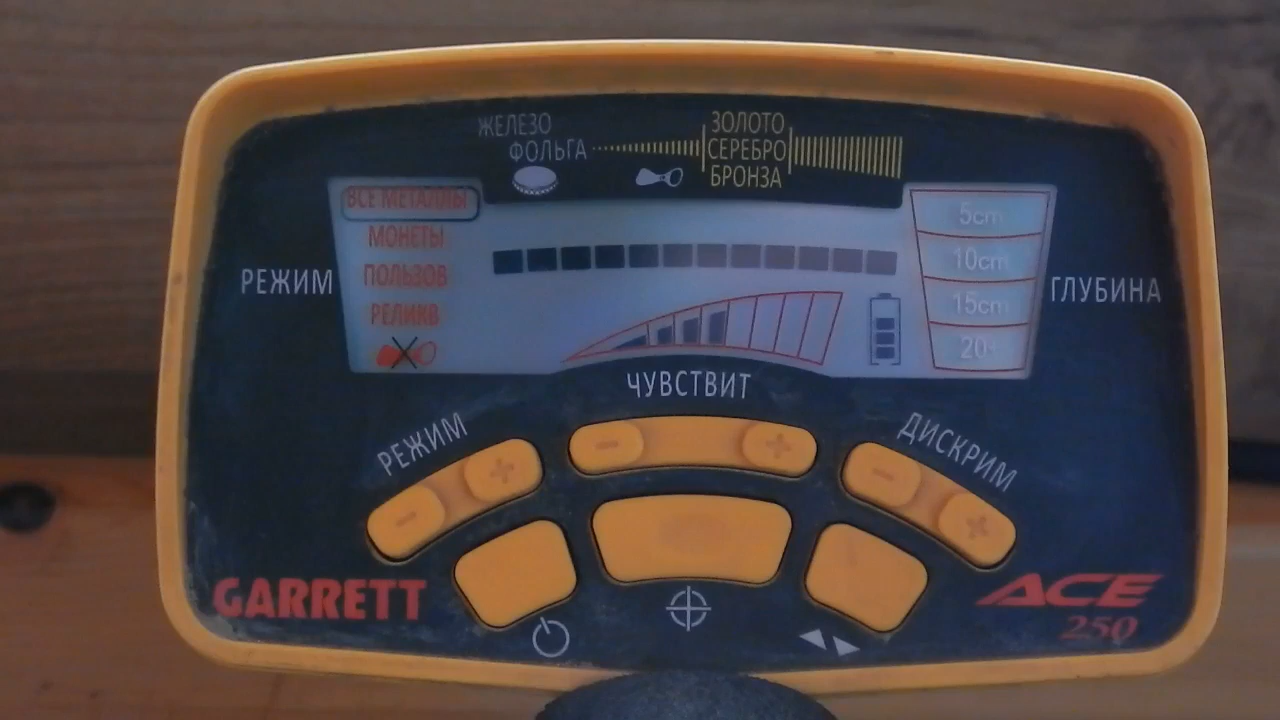 ЖЕЛЕЗО
ФОЛЬГА
ЗОЛОТО
СЕРЕБРО
БРОНЗА
РЕЖИМ
ВСЕ МЕТАЛЛЫ
МОНЕТЫ
ПОЛЬЗОВ
РЕЛИКВ
5cm
10cm
15cm
20+
ГЛУБИНА
ЧУВСТВИТ
РЕЖИМ
ДИСКРИМ
- +
- +
- +
GARRETT
ACE
250